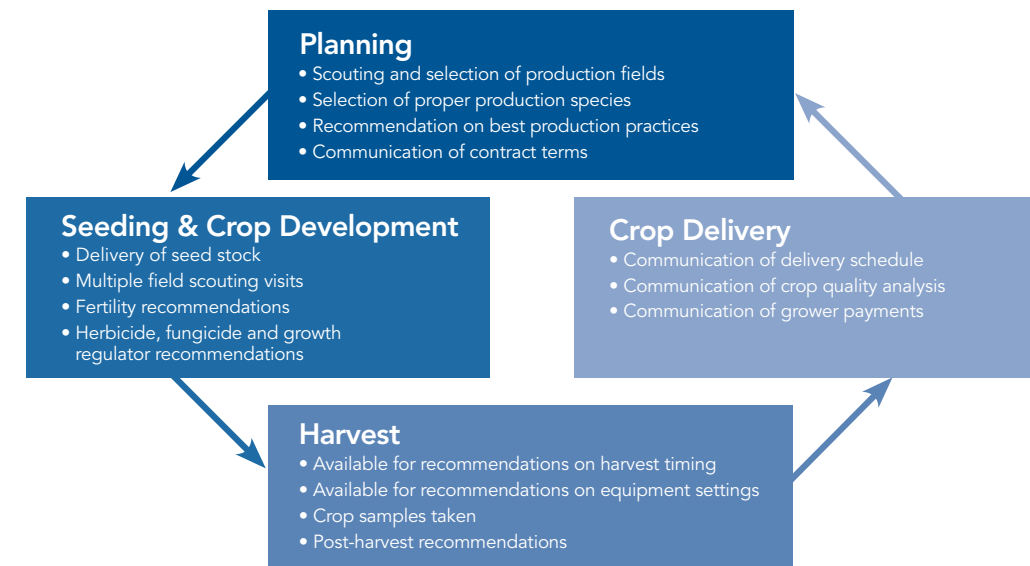 Planning
• Scouting and selection of production fields
• Selection of proper production species
• Recommendation on best production practices
• Communication of contract terms
Seeding & Crop Development
• Delivery of seed stock
• Multiple field scouting visits
• Fertility recommendations
• Herbicide, fungicide and growth
regulator recommendations
Crop Delivery
• Communication of delivery schedule
• Communication of crop quality analysis
• Communication of grower payments
Harvest
• Available for recommendations on harvest timing
• Available for recommendations on equipment settings
• Crop samples taken
• Post-harvest recommendations